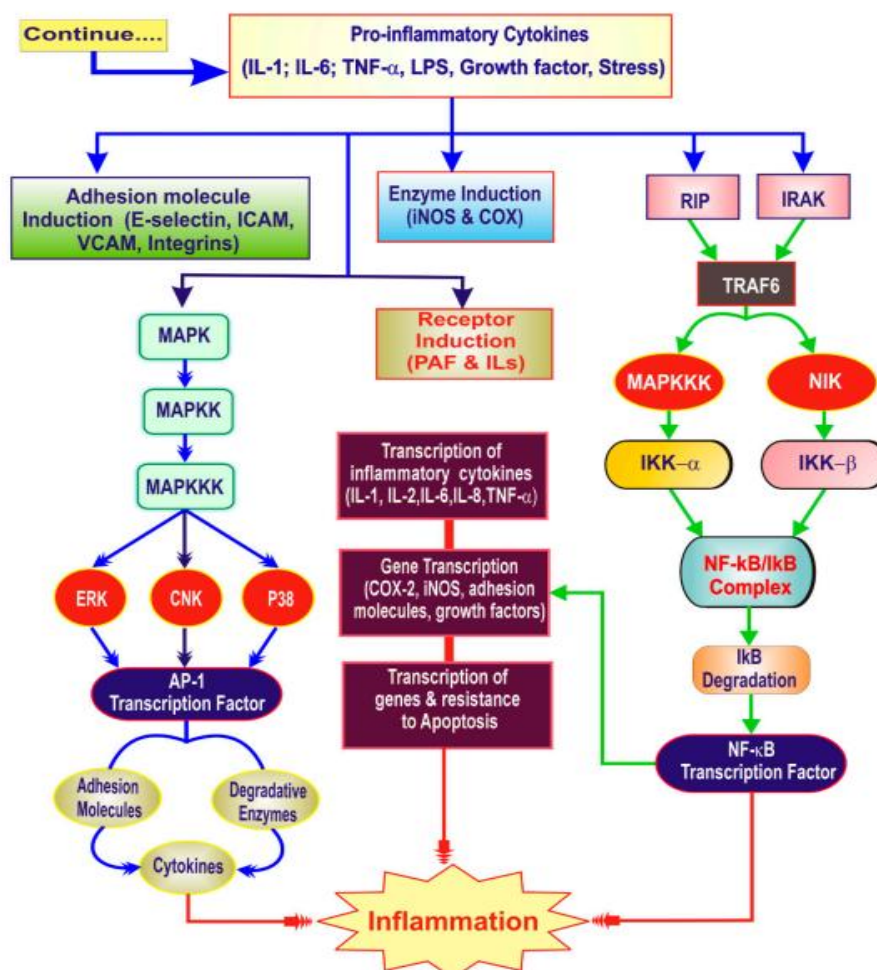 Continue....
Pro-inflammatory Cytokines
(IL-1; IL-6; TNF-α, LPS, Growth factor, Stress)
Adhesion molecule
Induction (E-selectin, ICAM,
VCAM, Integrins)
Enzyme Induction
(iNOS & COX)
RIP
IRAK
TRAF6
MAPK
Receptor
Induction
(PAF & ILs)
MAPKKK
NIK
MAPKK
MAPKKK
Transcription of
inflammatory cytokines
(IL-1, IL-2,IL-6,IL-8,TNF-α)
IKK-α
IKK-β
Gene Transcription
(COX-2, iNOS, adhesion
molecules, growth factors)
NF-kB/IkB
Complex
ERK
CNK
P38
IkB
Degradation
AP-1
Transcription Factor
Transcription of
genes & resistance
to Apoptosis
NF-κB
Transcription Factor
Adhesion
Molecules
Degradative
Enzymes
Cytokines
Inflammation